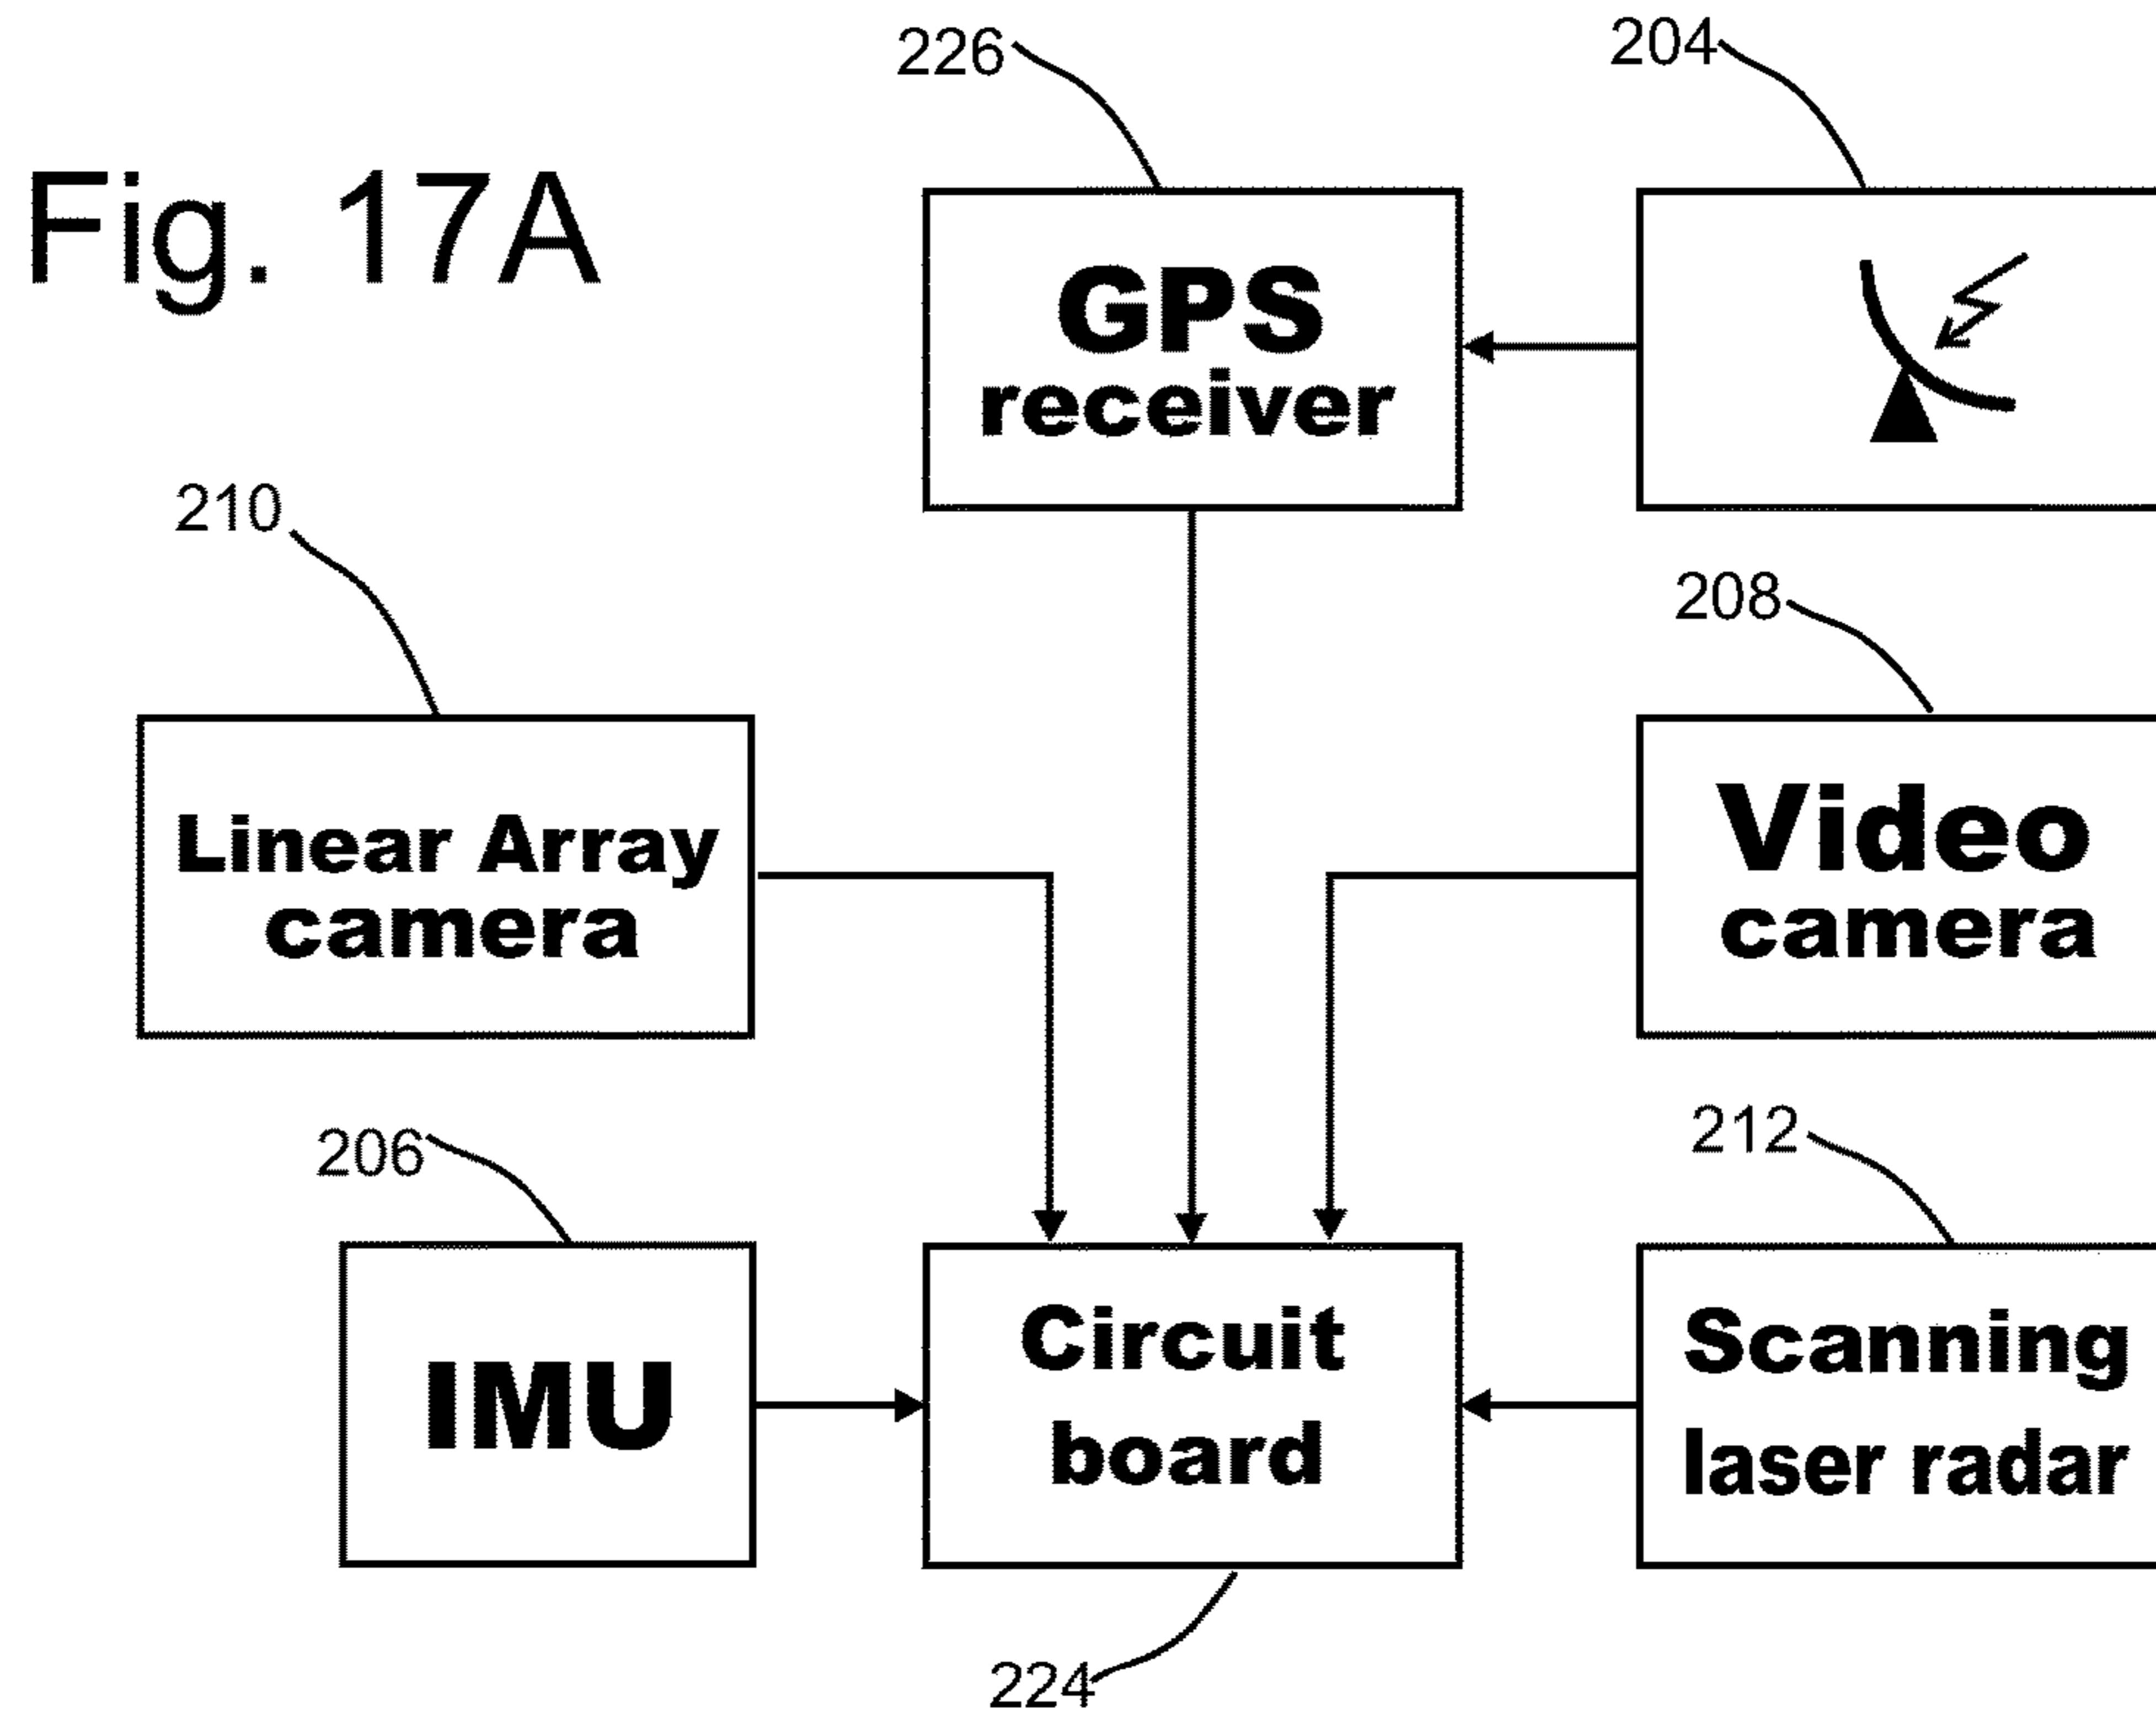 Fig. 17A
226
204
GPS
receiver
210
208
Linear Array
camera
Video
camera
206
212
IMU
Circuit
board
Scanning
laser radar
224